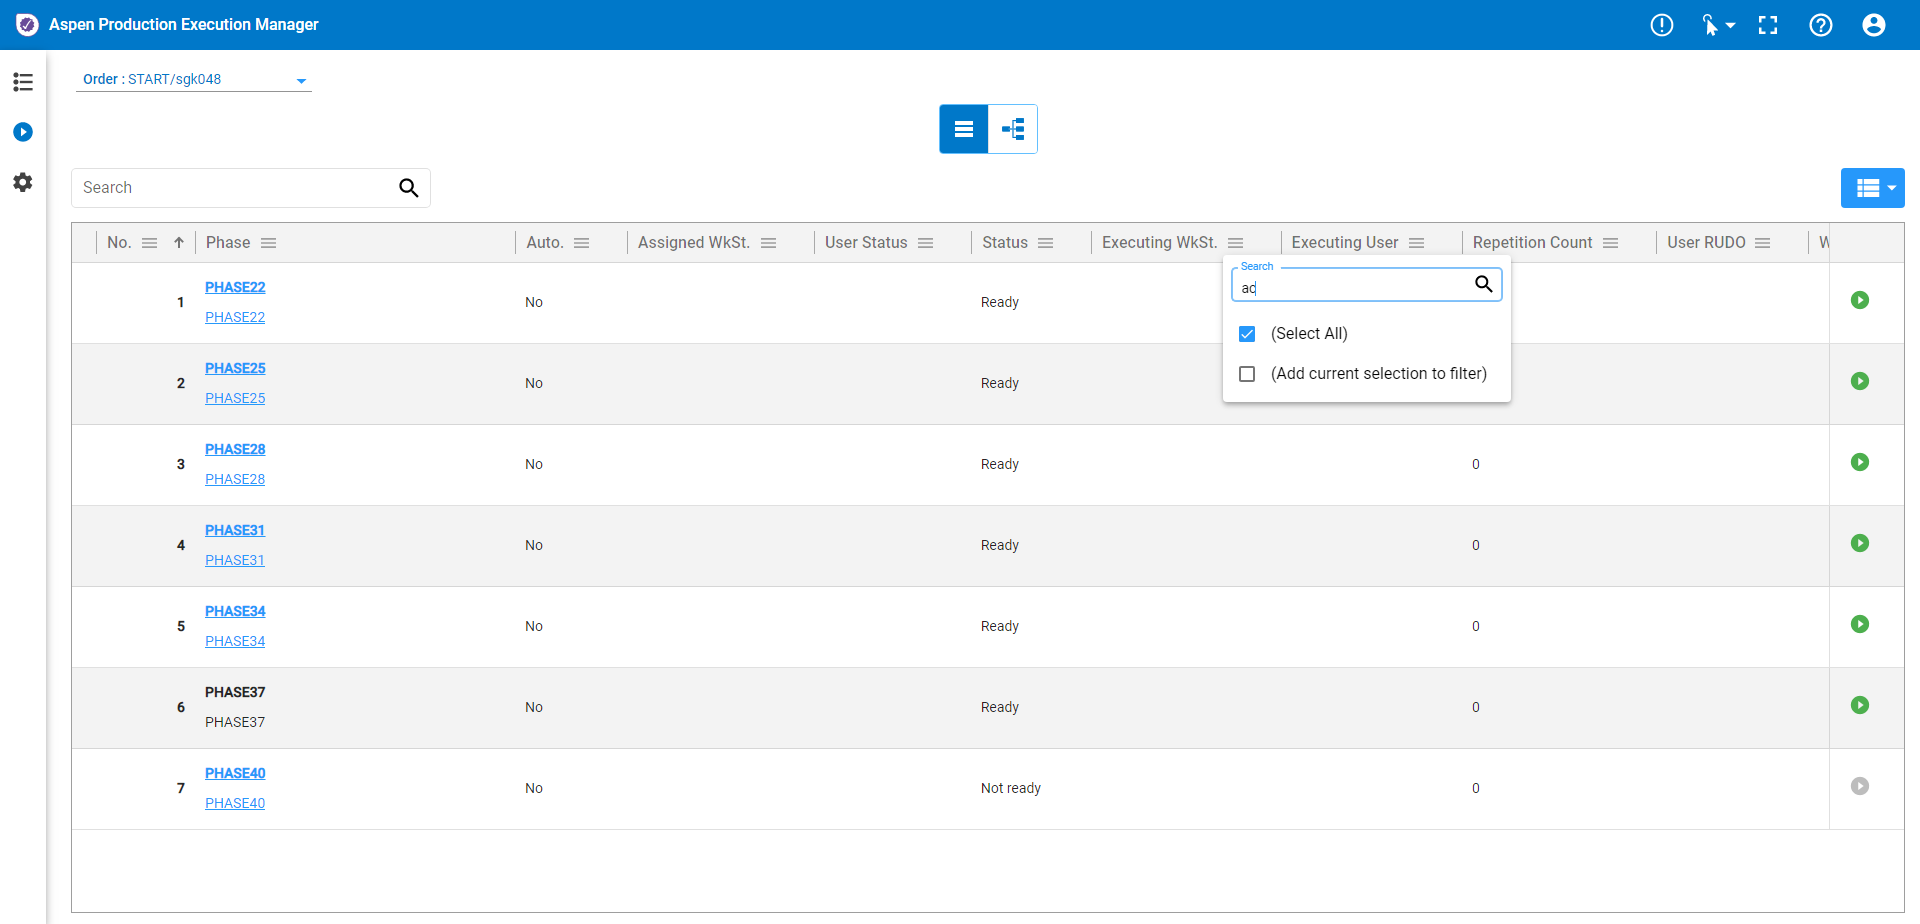 Aspen Production Execution Manager
Order : START/sgk048
Search
No. Phase Auto. Assigned WkSt. User Status Status Executing WkSt. Executing User Repetition Count User RUDO
Search
ac
(Select All)
(Add current selection to filter)
1 PHASE22 No Ready
PHASE22
2 PHASE25 No Ready
PHASE25
3 PHASE28 No Ready 0
PHASE28
4 PHASE31 No Ready 0
PHASE31
5 PHASE34 No Ready 0
PHASE34
6 PHASE37 No Ready 0
PHASE37
7 PHASE40 No Not ready 0
PHASE40